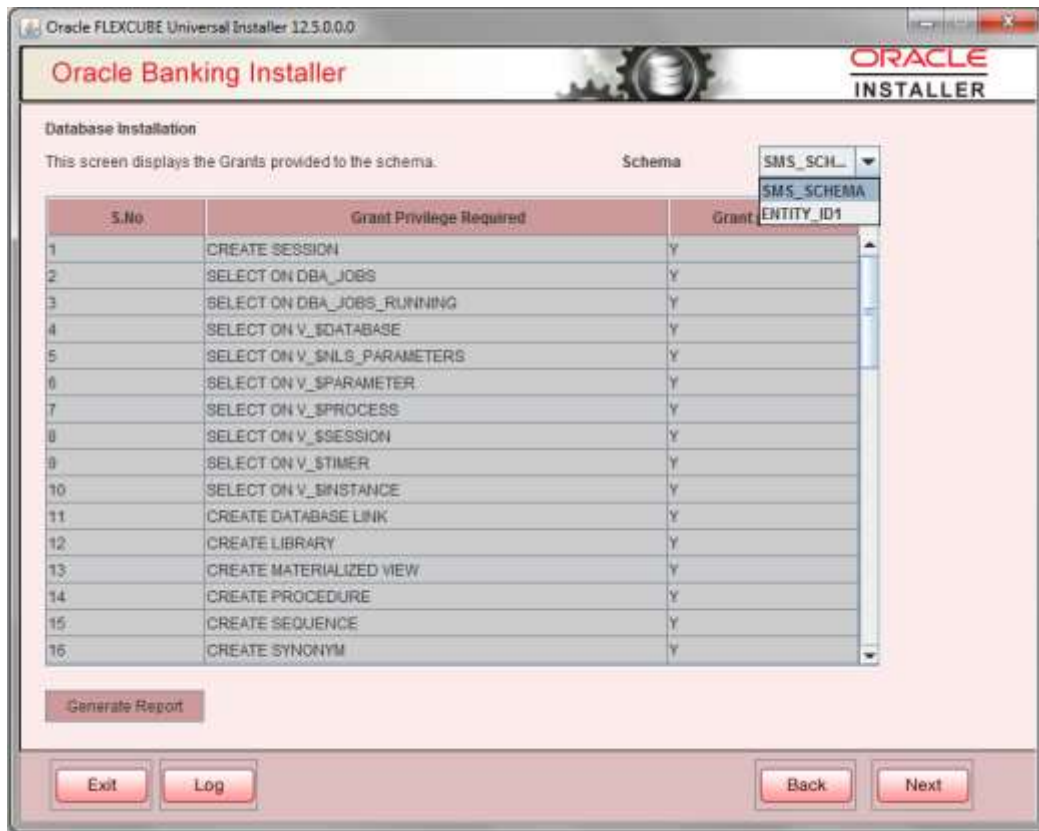 Oracle FLEXCUBE Universal Installer 12.5.0.0.0
Oracle Banking Installer
ORACLE
INSTALLER
Database Installation
This screen displays the Grants provided to the schema. Schema SMS_SCH...
SMS_SCHEMA
ENTITY_ID1
S.No Grant Privilege Required Grant
1 CREATE SESSION Y
2 SELECT ON DBA_JOBS Y
3 SELECT ON DBA_JOBS_RUNNING Y
4 SELECT ON V_$DATABASE Y
5 SELECT ON V_$NLS_PARAMETERS Y
6 SELECT ON V_$PARAMETER Y
7 SELECT ON V_$PROCESS Y
8 SELECT ON V_$SESSION Y
9 SELECT ON V_$TIMER Y
10 SELECT ON V_$INSTANCE Y
11 CREATE DATABASE LINK Y
12 CREATE LIBRARY Y
13 CREATE MATERIALIZED VIEW Y
14 CREATE PROCEDURE Y
15 CREATE SEQUENCE Y
16 CREATE SYNONYM Y
Generate Report
Exit Log Back Next